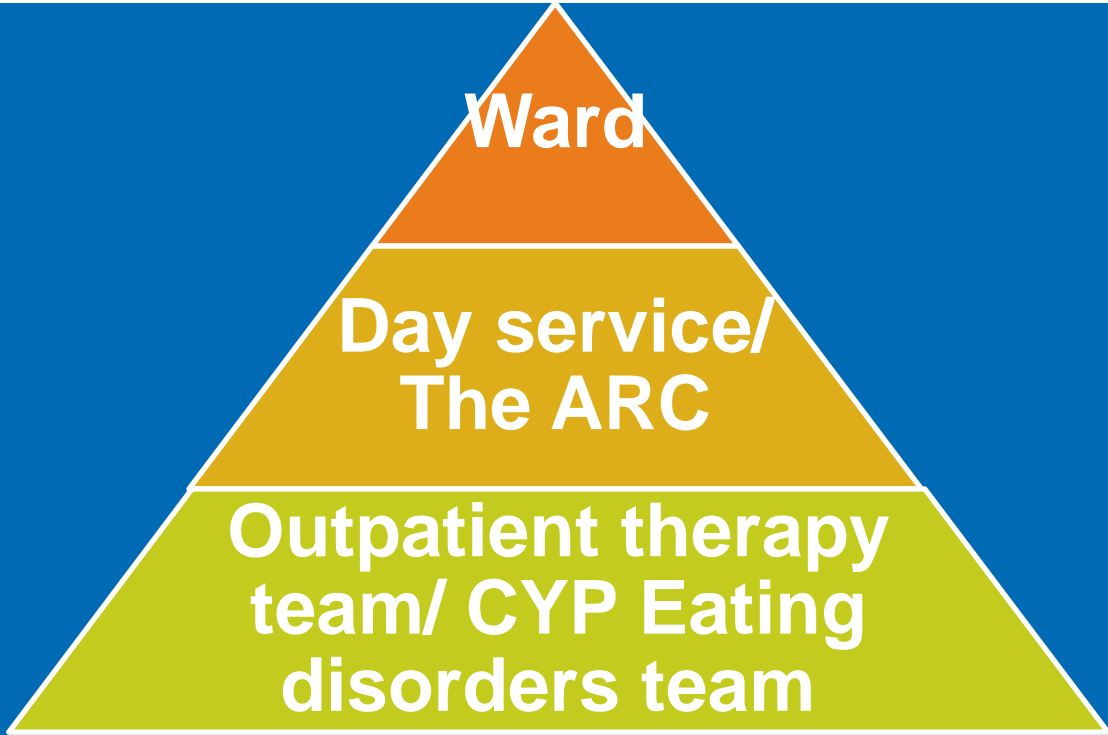 Ward
Day service/
The ARC
Outpatient therapy
team/ CYP Eating
disorders team